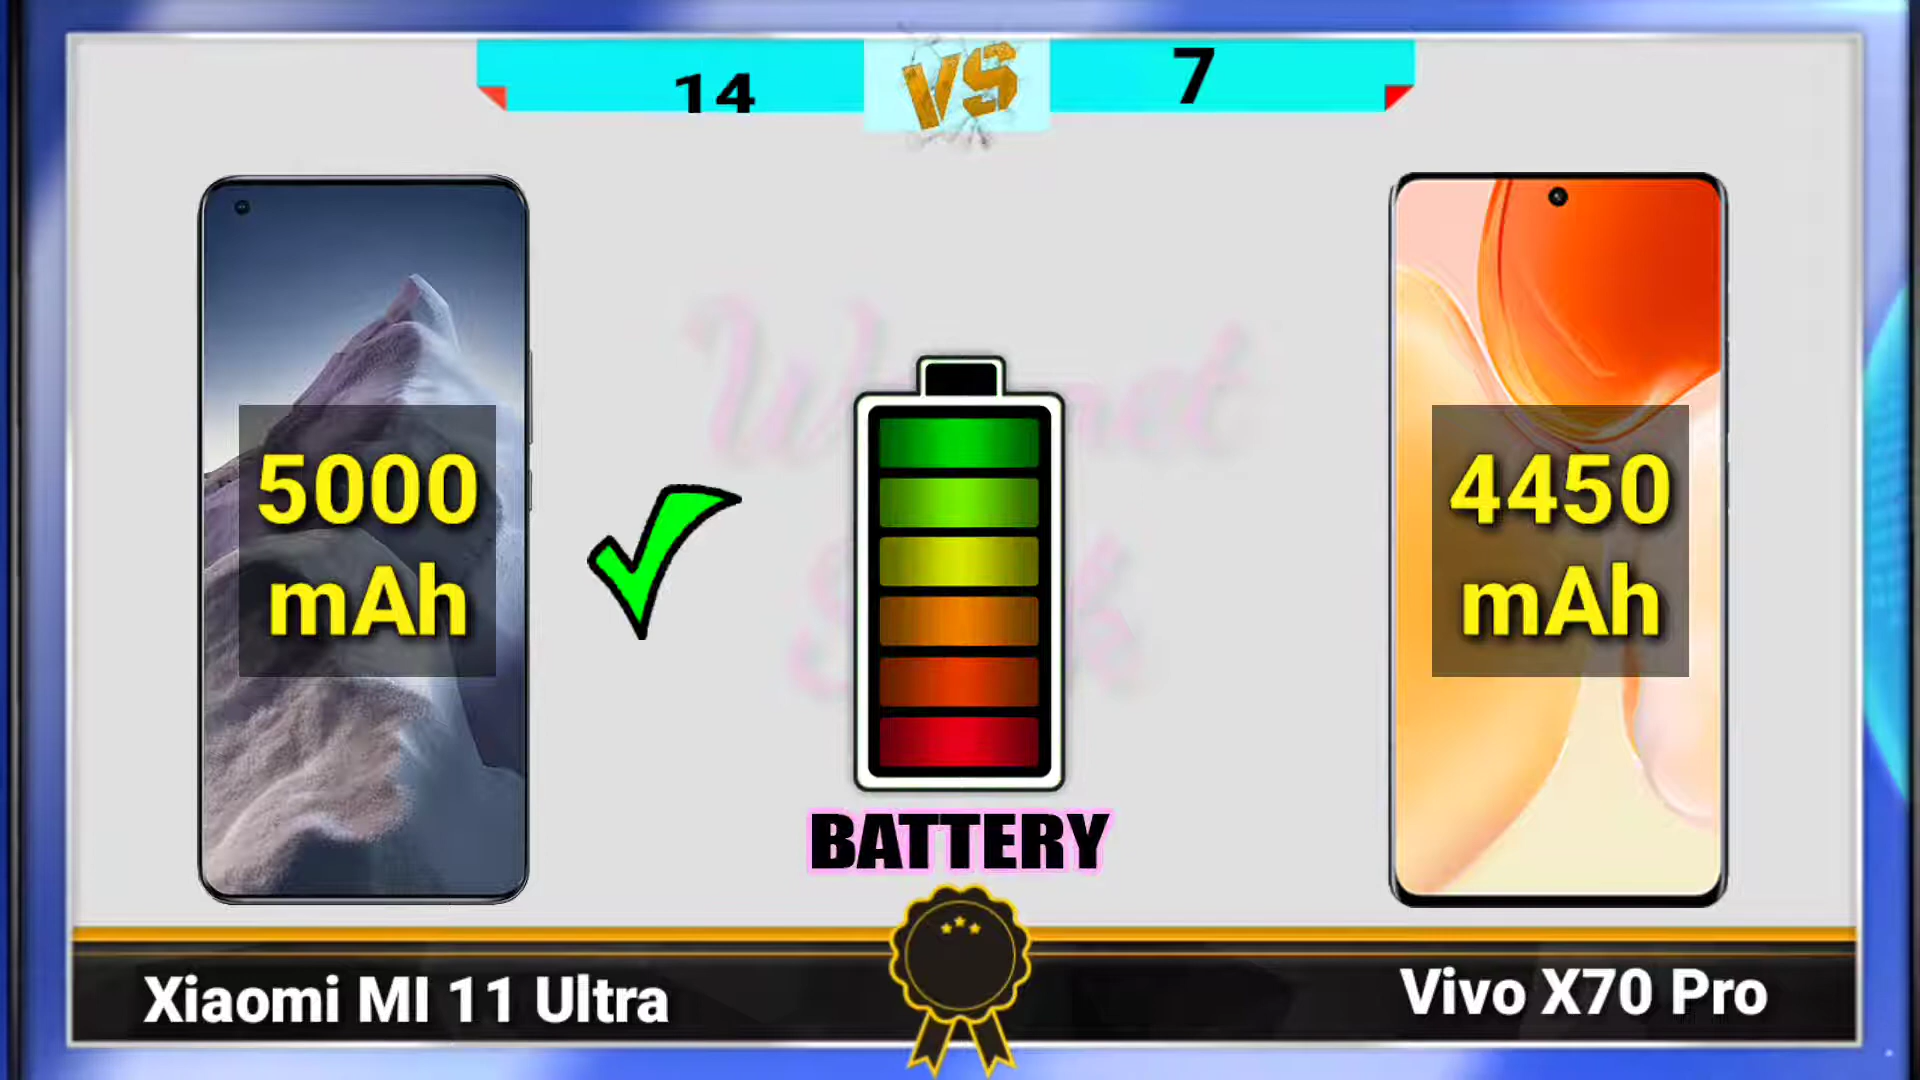 14
VS
7
5000
mAh
4450
mAh
BATTERY
Xiaomi MI 11 Ultra
Vivo X70 Pro